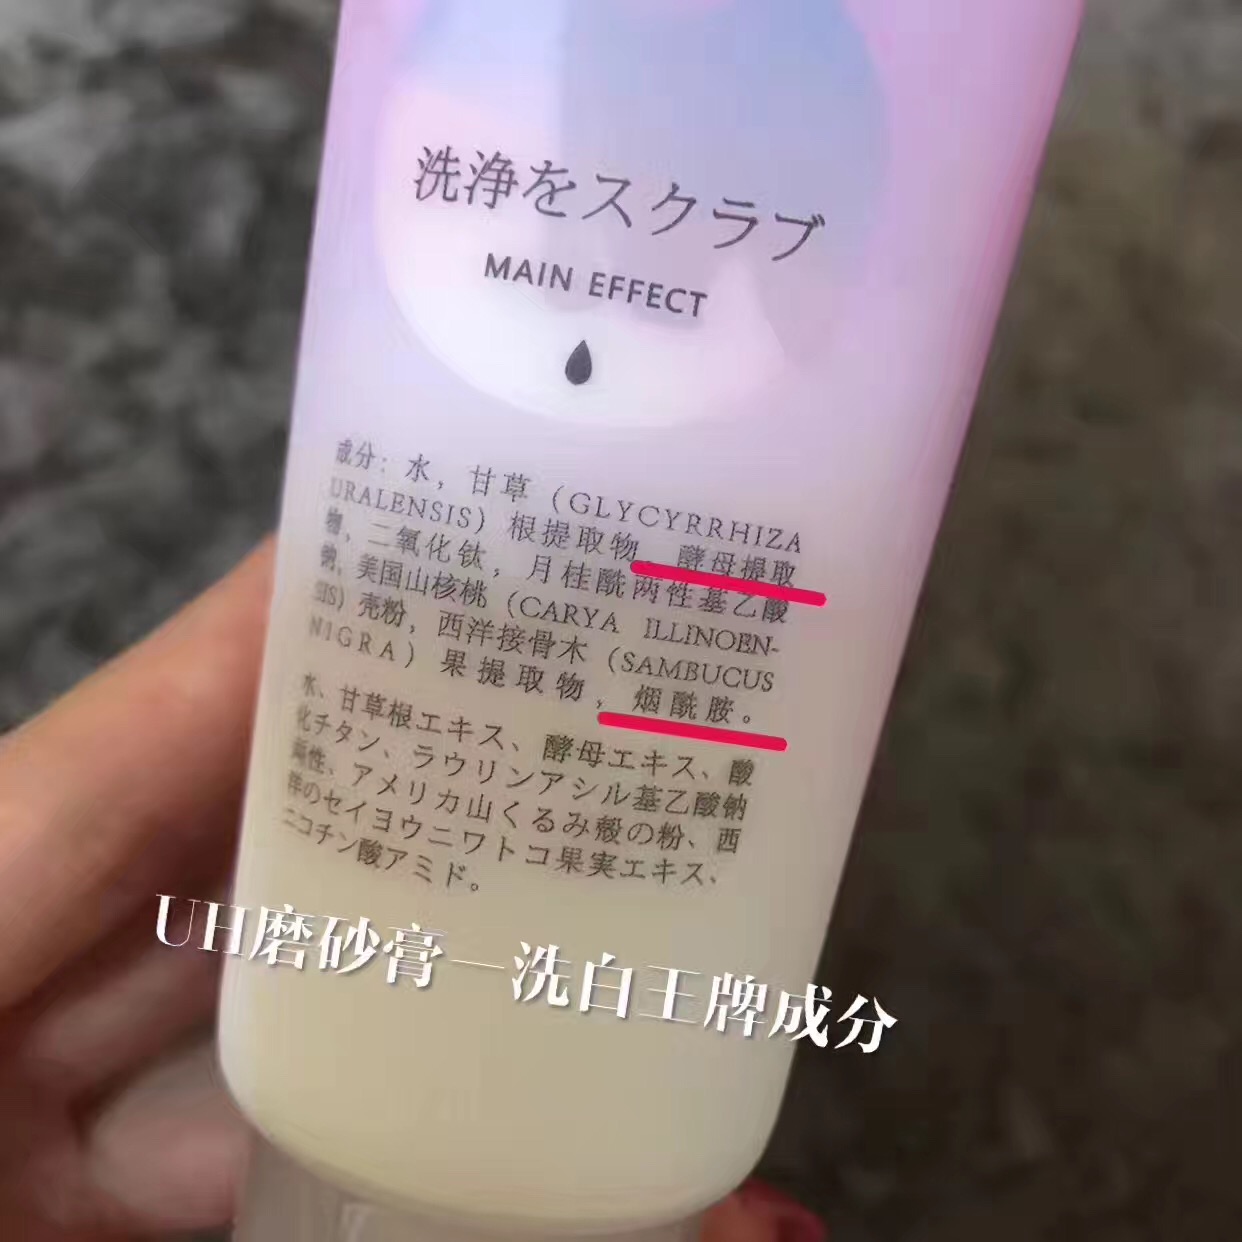 洗浄をスクラブ
MAIN EFFECT
成分：水，甘草（GLYCYRRHIZA
URALENSIS）根提取物，酵母提取
物，二氧化钛，月桂酰两性基乙酸
钠，美国山核桃（CARYA ILLINOEN-
SIS）壳粉，西洋接骨木（SAMBUCUS
NIGRA）果提取物，烟酰胺。
水、甘草根エキス、酵母エキス、酸
化チタン、ラウリンアシル基乙酸钠
両性、アメリカ山くるみ殻の粉、西
洋のセイヨウニワトコ果実エキス、
ニコチン酸アミド。
UH磨砂膏—洗白王牌成分